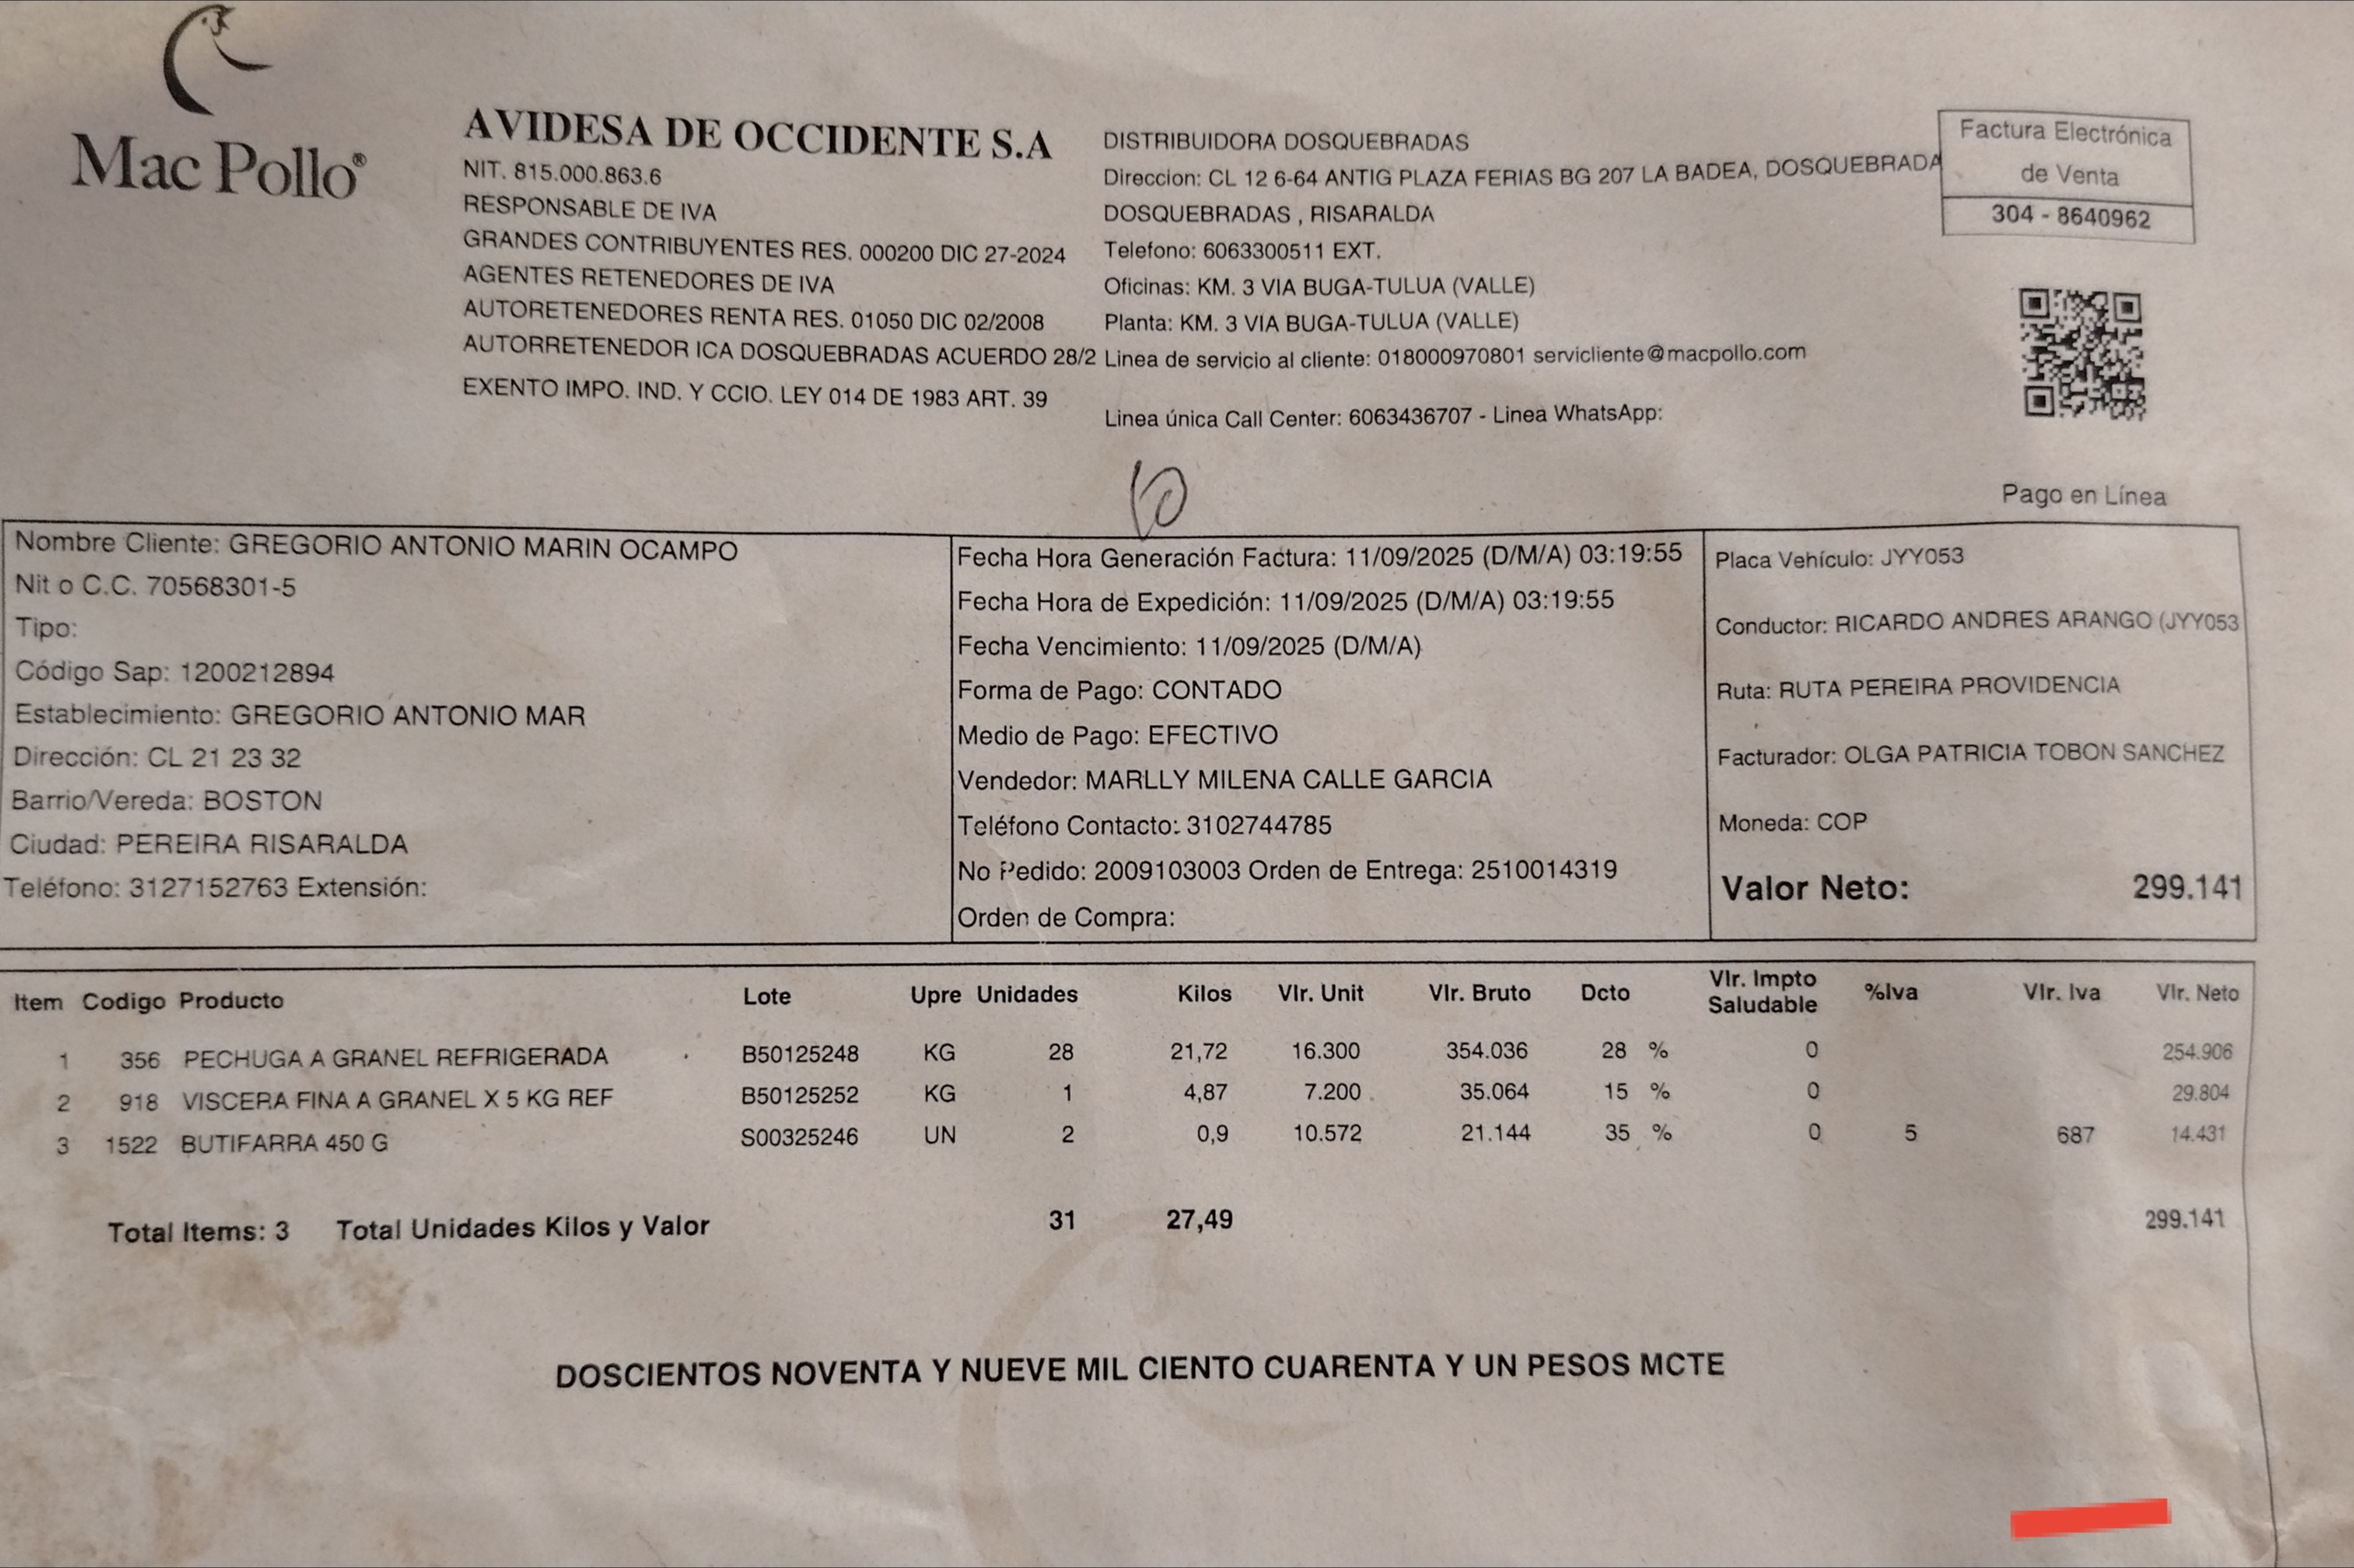 Mac Pollo®
AVIDESA DE OCCIDENTE S.A
NIT. 815.000.863.6
RESPONSABLE DE IVA
GRANDES CONTRIBUYENTES RES. 000200 DIC 27-2024
AGENTES RETENEDORES DE IVA
AUTORETENEDORES RENTA RES. 01050 DIC 02/2008
AUTORRETENEDOR ICA DOSQUEBRADAS ACUERDO 28/2
EXENTO IMPO. IND. Y CCIO. LEY 014 DE 1983 ART. 39
DISTRIBUIDORA DOSQUEBRADAS
Direccion: CL 12 6-64 ANTIG PLAZA FERIAS BG 207 LA BADEA, DOSQUEBRADA
DOSQUEBRADAS , RISARALDA
Telefono: 6063300511 EXT.
Oficinas: KM. 3 VIA BUGA-TULUA (VALLE)
Planta: KM. 3 VIA BUGA-TULUA (VALLE)
Linea de servicio al cliente: 018000970801 servicliente@macpollo.com
Linea única Call Center: 6063436707 - Linea WhatsApp:
Factura Electrónica
de Venta
304 - 8640962
Pago en Línea
Nombre Cliente: GREGORIO ANTONIO MARIN OCAMPO
Nit o C.C. 70568301-5
Tipo:
Código Sap: 1200212894
Establecimiento: GREGORIO ANTONIO MAR
Dirección: CL 21 23 32
Barrio/Vereda: BOSTON
Ciudad: PEREIRA RISARALDA
Teléfono: 3127152763 Extensión:
Fecha Hora Generación Factura: 11/09/2025 (D/M/A) 03:19:55
Fecha Hora de Expedición: 11/09/2025 (D/M/A) 03:19:55
Fecha Vencimiento: 11/09/2025 (D/M/A)
Forma de Pago: CONTADO
Medio de Pago: EFECTIVO
Vendedor: MARLLY MILENA CALLE GARCIA
Teléfono Contacto: 3102744785
No Pedido: 2009103003 Orden de Entrega: 2510014319
Orden de Compra:
Placa Vehículo: JYY053
Conductor: RICARDO ANDRES ARANGO (JYY053
Ruta: RUTA PEREIRA PROVIDENCIA
Facturador: OLGA PATRICIA TOBON SANCHEZ
Moneda: COP
Valor Neto: 299.141
Item Codigo Producto Lote Upre Unidades Kilos Vlr. Unit Vlr. Bruto Dcto Vlr. Impto Saludable %Iva Vlr. Iva Vlr. Neto
1 356 PECHUGA A GRANEL REFRIGERADA B50125248 KG 28 21,72 16.300 354.036 28 % 0 254.906
2 918 VISCERA FINA A GRANEL X 5 KG REF B50125252 KG 1 4,87 7.200 35.064 15 % 0 29.804
3 1522 BUTIFARRA 450 G S00325246 UN 2 0,9 10.572 21.144 35 % 0 5 687 14.431
Total Items: 3 Total Unidades Kilos y Valor 31 27,49 299.141
DOSCIENTOS NOVENTA Y NUEVE MIL CIENTO CUARENTA Y UN PESOS MCTE